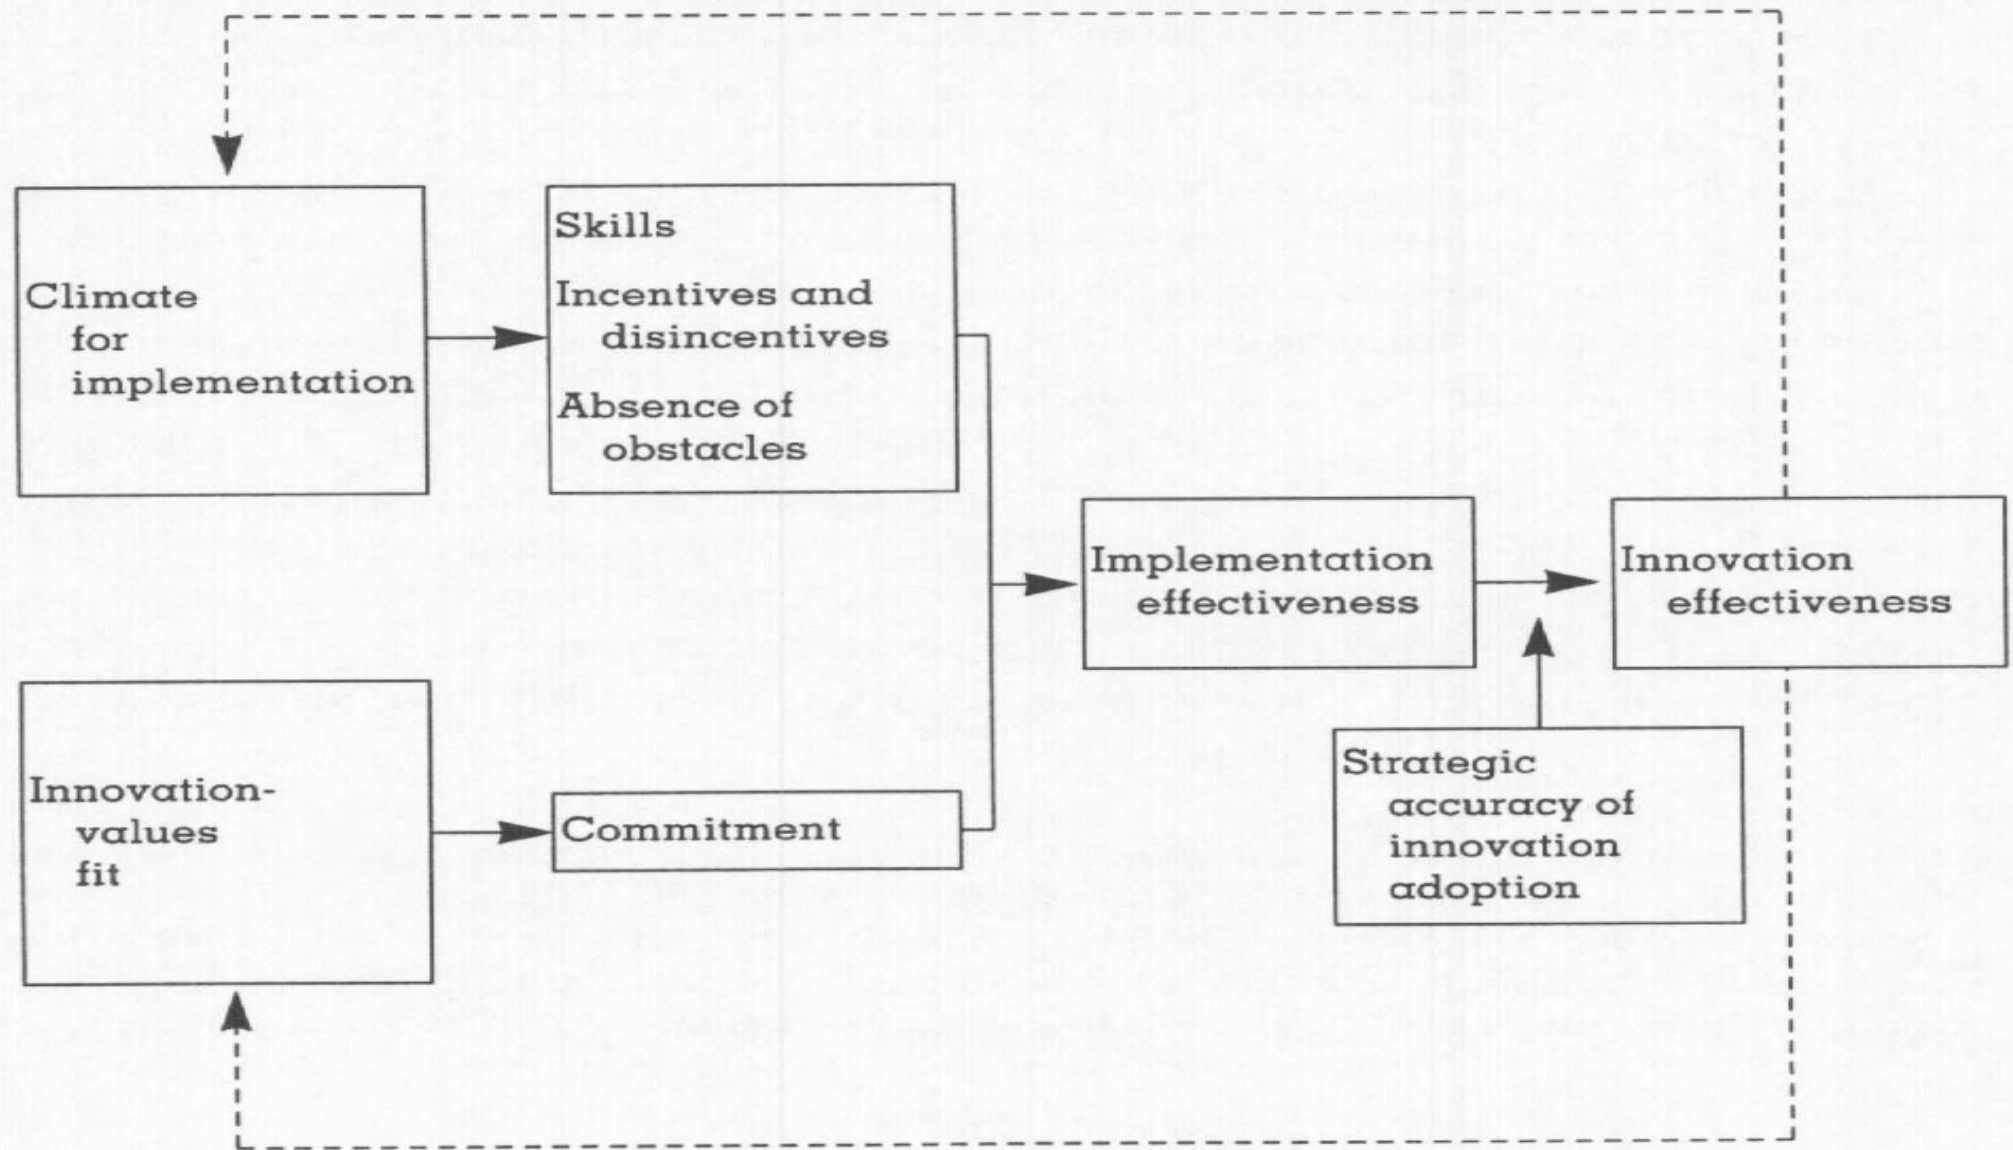 Climate
for
implementation
Skills
Incentives and
disincentives
Absence of
obstacles
Implementation
effectiveness
Innovation
effectiveness
Innovation-
values
fit
Commitment
Strategic
accuracy of
innovation
adoption